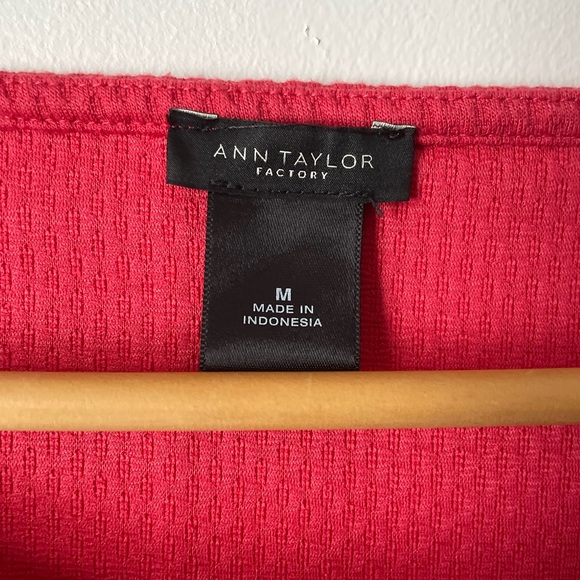 ANN TAYLOR
FACTORY
M
MADE IN
INDONESIA